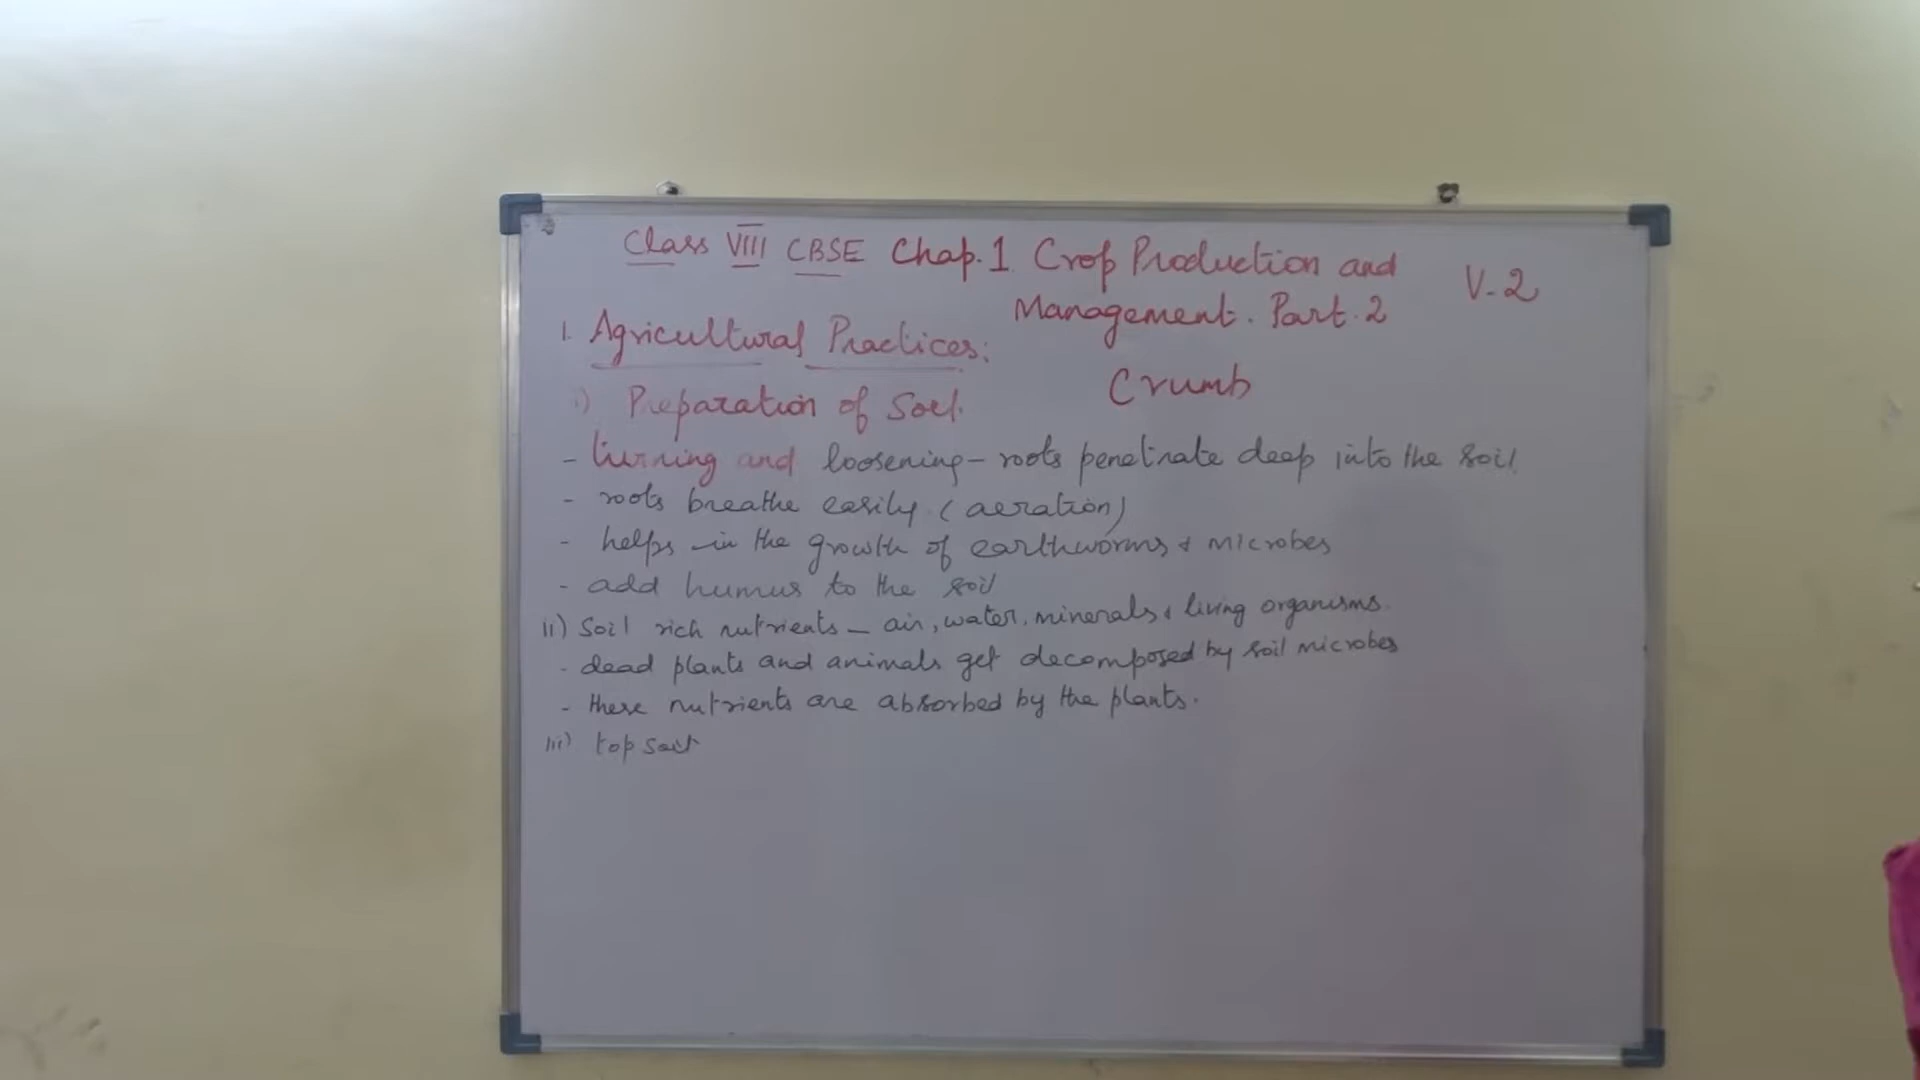 Class VIII CBSE Chap. 1 Crop Production and
Management. Part. 2
V. 2
1. Agricultural Practices:
Crumb
i) Preparation of Soil.
- turning and loosening - roots penetrate deep into the soil
- roots breathe easily (aeration)
- helps in the growth of earthworms & microbes
- add humus to the soil
ii) Soil rich nutrients - air, water, minerals & living organisms.
- dead plants and animals get decomposed by soil microbes
- these nutrients are absorbed by the plants.
iii) top soil